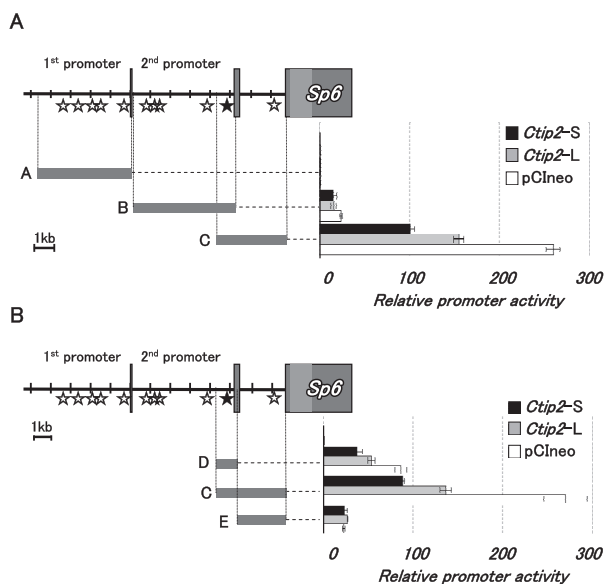 A
1st promoter 2nd promoter
Sp6
A
B
C
1kb
Ctip2-S
Ctip2-L
pCIneo
0 100 200 300
Relative promoter activity
B
1st promoter 2nd promoter
Sp6
1kb
D
C
E
Ctip2-S
Ctip2-L
pCIneo
0 100 200 300
Relative promoter activity